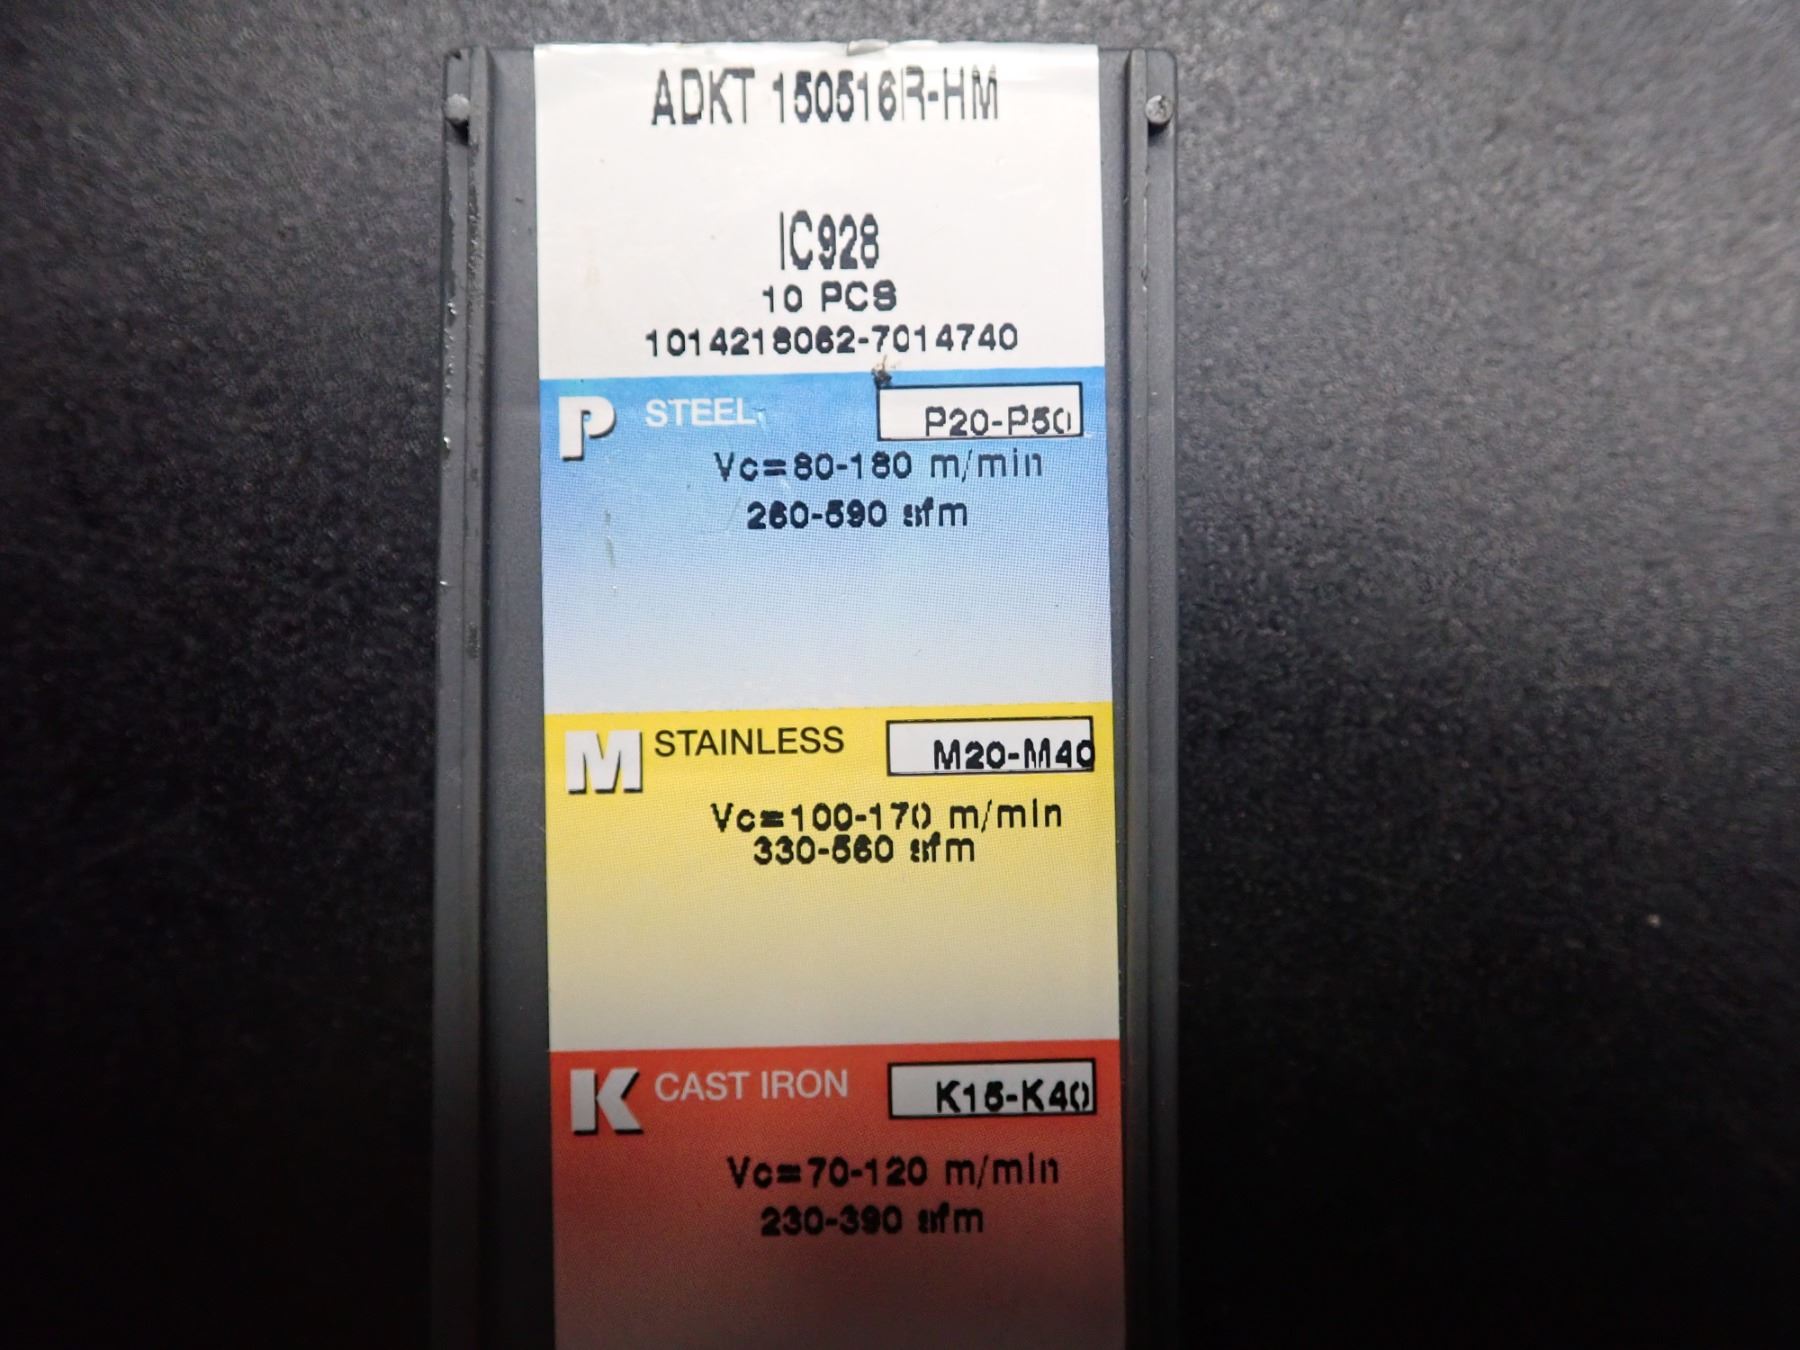 ADKT 150516R-HM
IC928
10 PCS
1014218062-7014740
P STEEL P20-P50
Vc=80-180 m/min
260-590 sfm
M STAINLESS M20-M40
Vc=100-170 m/min
330-560 sfm
K CAST IRON K15-K40
Vc=70-120 m/min
230-390 sfm